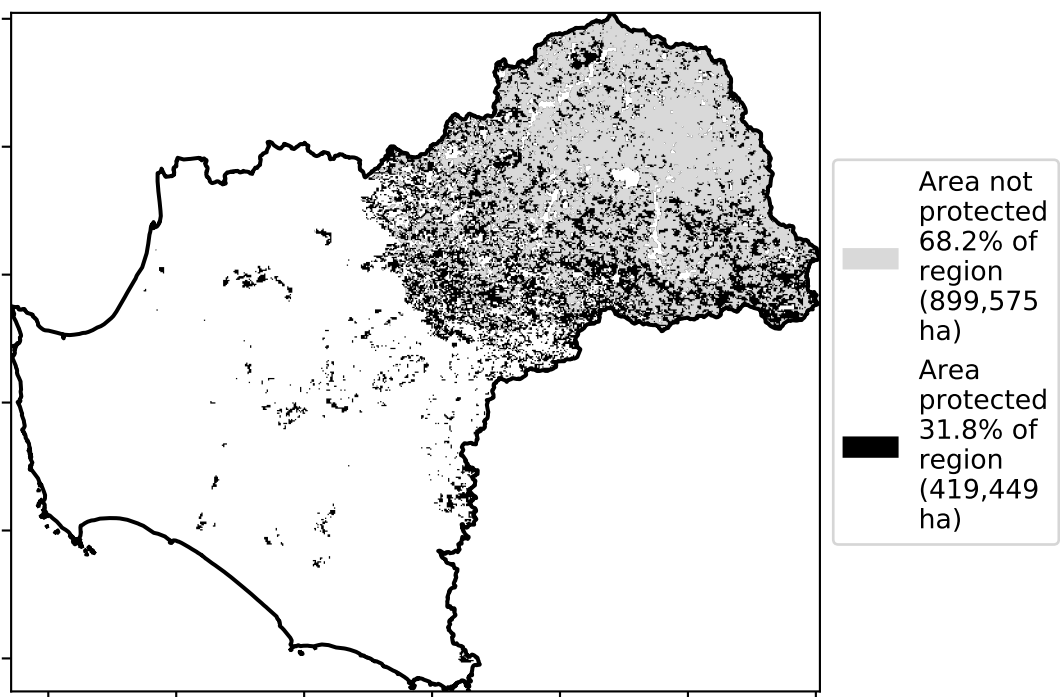 Area not
protected
68.2% of
region
(899,575
ha)
Area
protected
31.8% of
region
(419,449
ha)